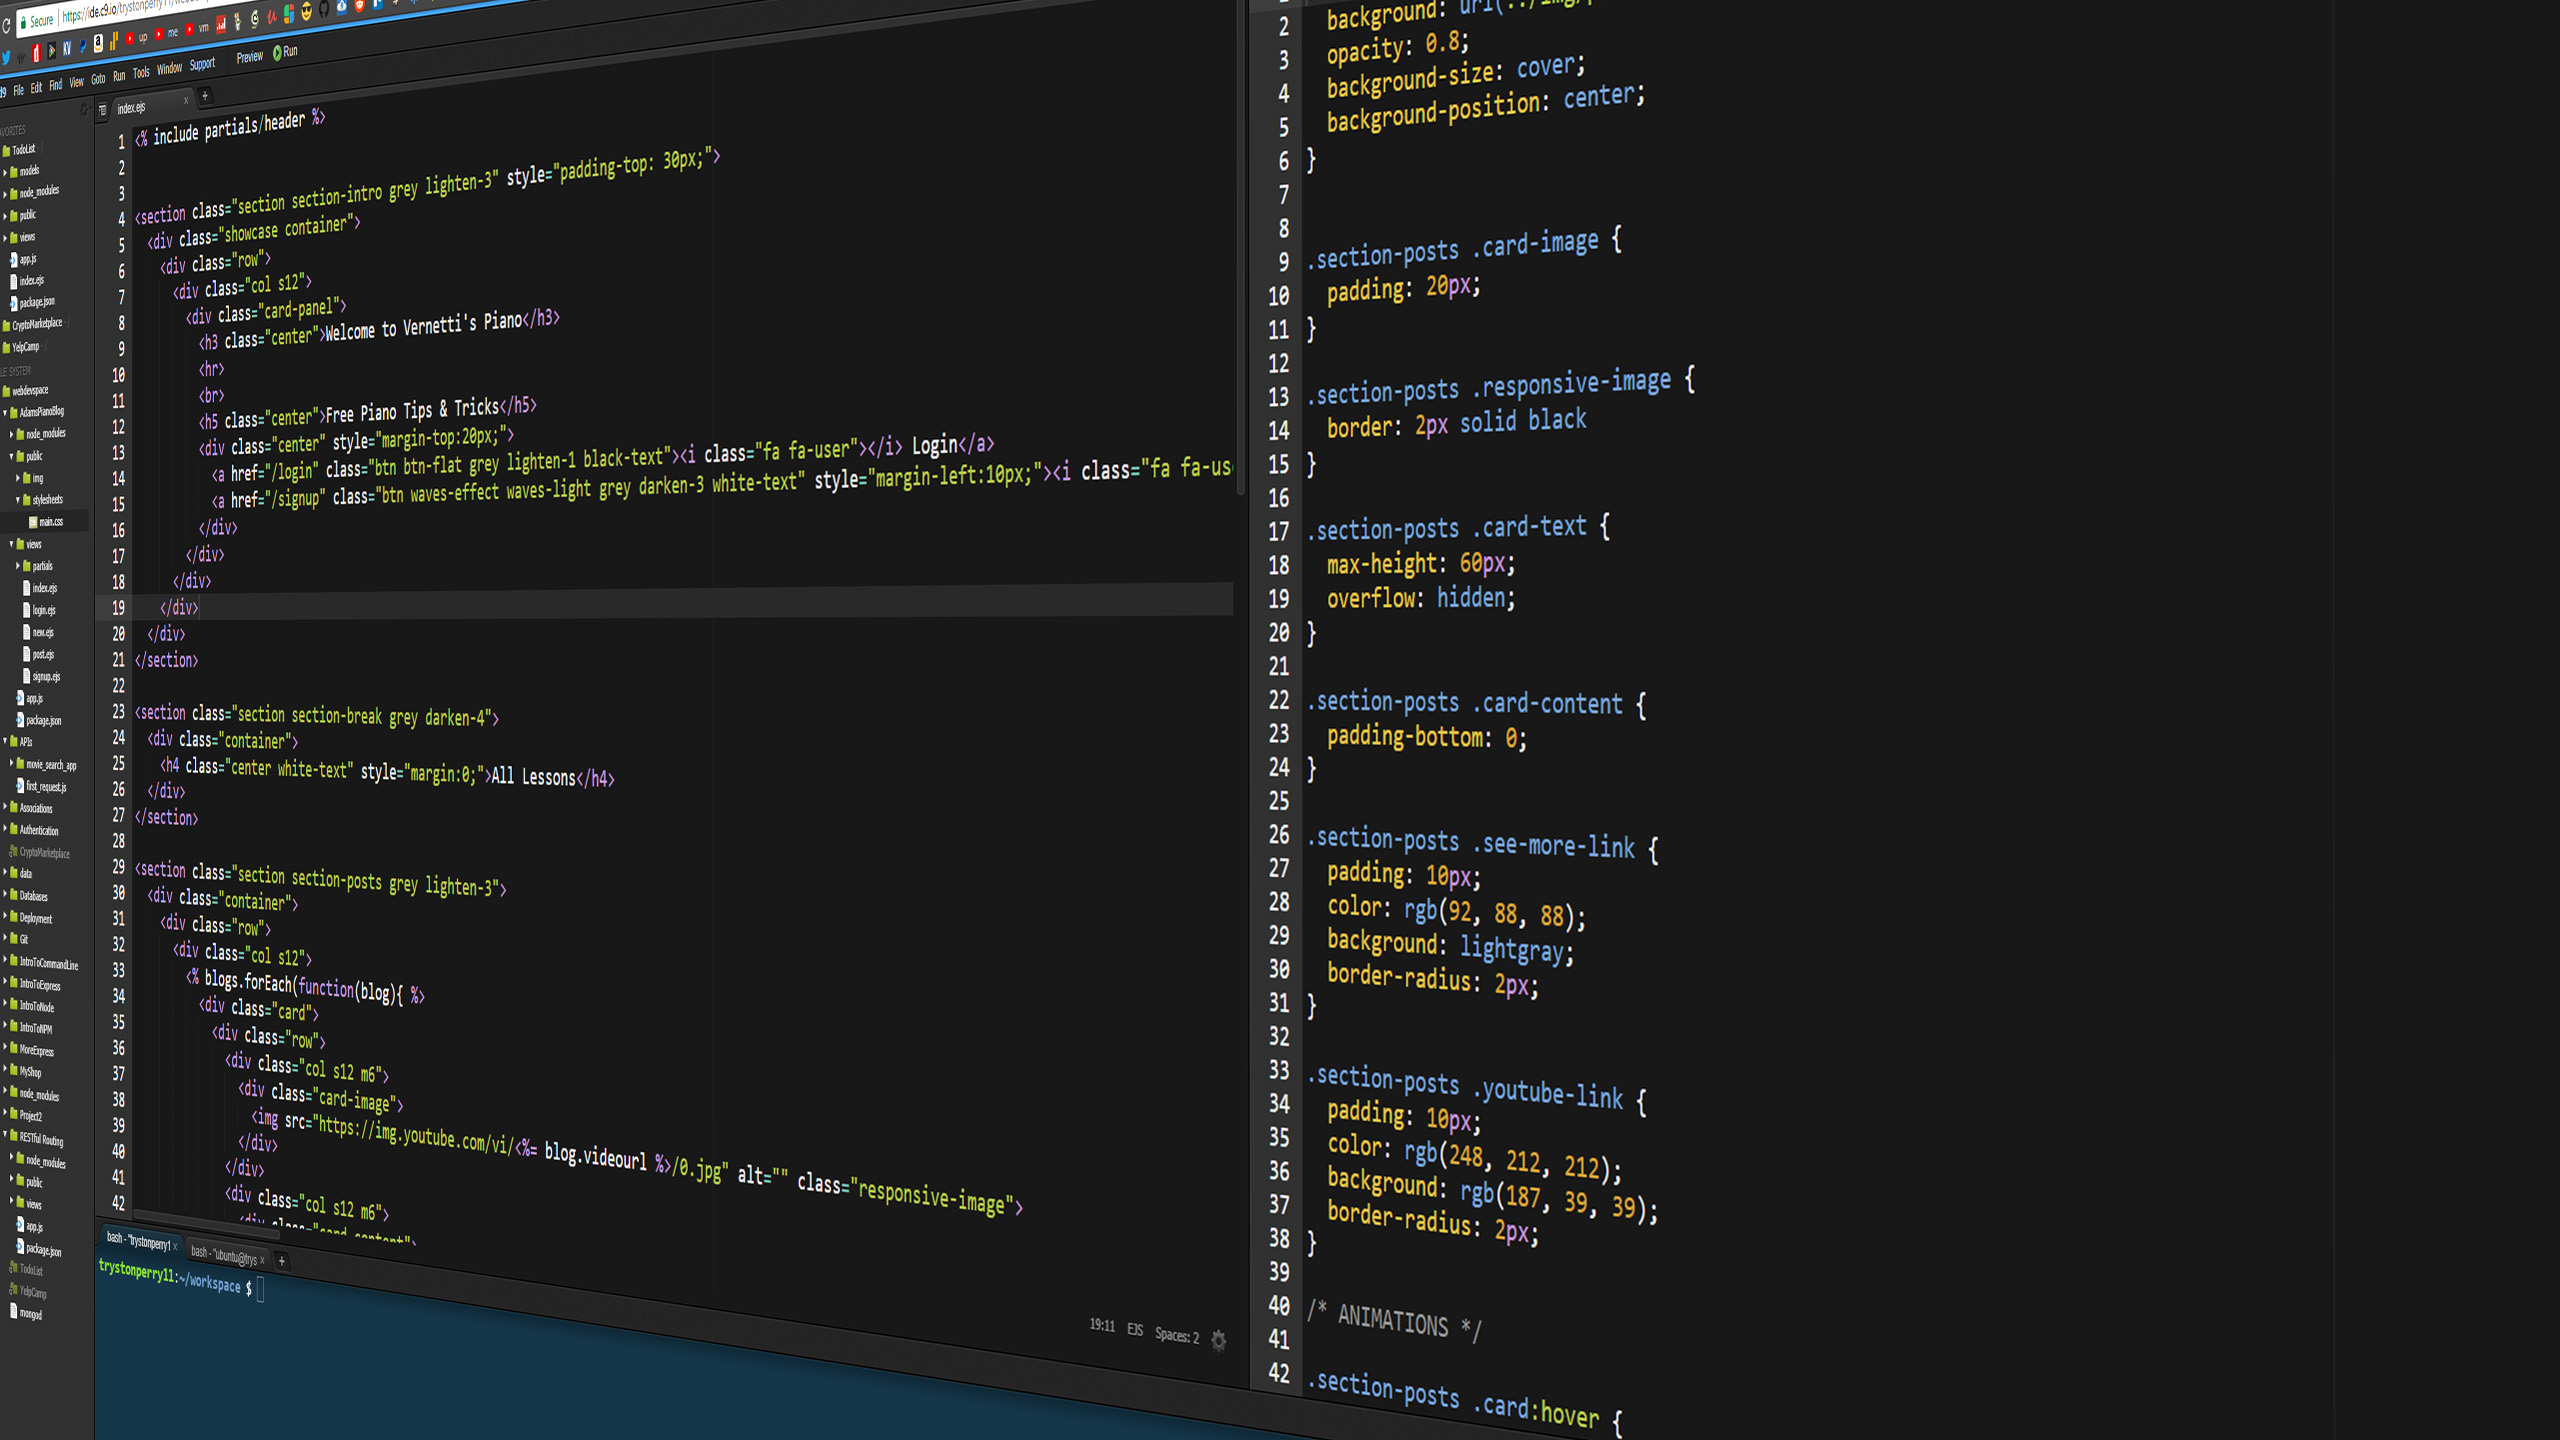 Secure
https://ide.c9.io/trystonperry11/webdevspace
up
me
vm
File Edit Find View Goto Run Tools Window Support Preview Run
index.ejs
TodoList
models
node_modules
public
views
app.js
index.ejs
package.json
CryptoMarketplace
YelpCamp
webdevspace
AdamsPianoBlog
node_modules
public
img
stylesheets
main.css
views
partials
index.ejs
login.ejs
new.ejs
post.ejs
signup.ejs
app.js
package.json
APIs
movie_search_app
first_request.js
Associations
Authentication
CryptoMarketplace
data
Databases
Deployment
Git
IntroToCommandLine
IntroToExpress
IntroToNode
IntroToNPM
MoreExpress
MyShop
node_modules
Project2
RESTful Routing
node_modules
public
views
app.js
package.json
TodoList
YelpCamp
mongod
1 <% include partials/header %>
2
3
4 <section class="section section-intro grey lighten-3" style="padding-top: 30px;">
5 <div class="showcase container">
6 <div class="row">
7 <div class="col s12">
8 <div class="card-panel">
9 <h3 class="center">Welcome to Vernetti's Piano</h3>
10 <hr>
11 <br>
12 <h5 class="center">Free Piano Tips & Tricks</h5>
13 <div class="center" style="margin-top:20px;">
14 <a href="/login" class="btn btn-flat grey lighten-1 black-text"><i class="fa fa-user"></i> Login</a>
15 <a href="/signup" class="btn waves-effect waves-light grey darken-3 white-text" style="margin-left:10px;"><i class="fa fa-us
16 </div>
17 </div>
18 </div>
19 </div>
20 </div>
21 </section>
22
23 <section class="section section-break grey darken-4">
24 <div class="container">
25 <h4 class="center white-text" style="margin:0;">All Lessons</h4>
26 </div>
27 </section>
28
29 <section class="section section-posts grey lighten-3">
30 <div class="container">
31 <div class="row">
32 <div class="col s12">
33 <% blogs.forEach(function(blog){ %>
34 <div class="card">
35 <div class="row">
36 <div class="col s12 m6">
37 <div class="card-image">
38 <img src="https://img.youtube.com/vi/<%= blog.videourl %>/0.jpg" alt="" class="responsive-image">
39 </div>
40 </div>
41 <div class="col s12 m6">
42 <div class="card-content">
bash - "trystonperry1
bash - "ubuntu@trys
trystonperry11:~/workspace $
19:11 EJS Spaces: 2
2 background: url(../img/
3 opacity: 0.8;
4 background-size: cover;
5 background-position: center;
6 }
7
8
9 .section-posts .card-image {
10 padding: 20px;
11 }
12
13 .section-posts .responsive-image {
14 border: 2px solid black
15 }
16
17 .section-posts .card-text {
18 max-height: 60px;
19 overflow: hidden;
20 }
21
22 .section-posts .card-content {
23 padding-bottom: 0;
24 }
25
26 .section-posts .see-more-link {
27 padding: 10px;
28 color: rgb(92, 88, 88);
29 background: lightgray;
30 border-radius: 2px;
31 }
32
33 .section-posts .youtube-link {
34 padding: 10px;
35 color: rgb(248, 212, 212);
36 background: rgb(187, 39, 39);
37 border-radius: 2px;
38 }
39
40 /* ANIMATIONS */
41
42 .section-posts .card:hover {